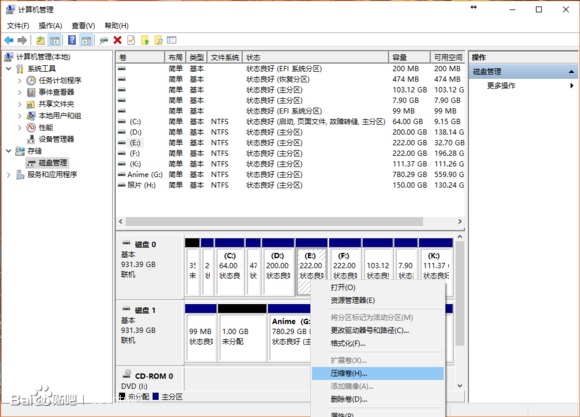 计算机管理
文件(F) 操作(A) 查看(V) 帮助(H)
计算机管理(本地)
系统工具
任务计划程序
事件查看器
共享文件夹
本地用户和组
性能
设备管理器
存储
磁盘管理
服务和应用程序
卷 布局 类型 文件系统 状态 容量 可用空间
简单 基本 状态良好 (EFI 系统分区) 200 MB 200 MB
简单 基本 状态良好 (恢复分区) 474 MB 474 MB
简单 基本 状态良好 (主分区) 103.12 G 103.12 G
简单 基本 状态良好 (主分区) 7.90 GB 7.90 GB
简单 基本 状态良好 (EFI 系统分区) 99 MB 99 MB
(C:) 简单 基本 NTFS 状态良好 (启动, 页面文件, 故障转储, 主分区) 64.00 G 9.15 GB
(D:) 简单 基本 NTFS 状态良好 (主分区) 200.00 G 138.14 G
(E:) 简单 基本 NTFS 状态良好 (主分区) 222.00 G 32.70 GB
(F:) 简单 基本 NTFS 状态良好 (主分区) 222.00 G 196.28 G
(K:) 简单 基本 NTFS 状态良好 (主分区) 111.37 G 111.26 G
Anime (G:) 简单 基本 NTFS 状态良好 (主分区) 780.29 G 559.90 G
照片 (H:) 简单 基本 NTFS 状态良好 (主分区) 150.00 G 130.24 G
操作
磁盘管理
更多操作
磁盘 0
基本
931.39 GB
联机
(C:) (D:) (E:) (F:) (K:)
64.00 47 200.00 222.00 222.00 103.12 7.90 111.37
未 状态良 状态 状态良 状态良 状态良 状态良 状态 状态良
磁盘 1
基本
931.39 GB
联机
99 MB
状态良
1.00 GB
未分配
Anime (G:
780.29 GB
状态良好
CD-ROM 0
DVD (I:)
未分配 主分区
打开(O)
资源管理器(E)
将分区标记为活动分区(M)
更改驱动器号和路径(C)...
格式化(F)...
扩展卷(X)...
压缩卷(H)...
添加镜像(A)...
删除卷(D)...
属性(P)
Bai 贴吧